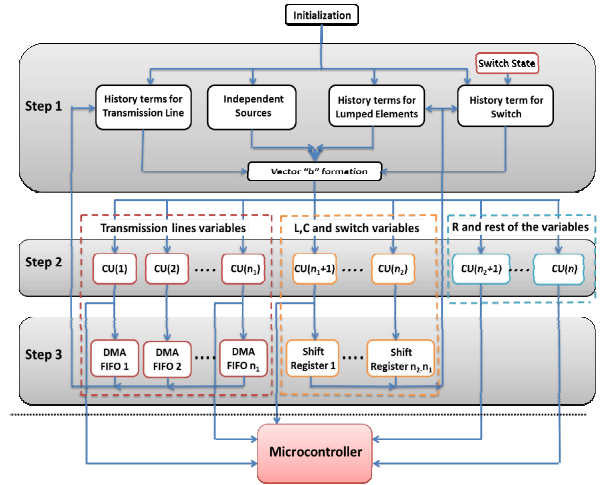 Initialization
Switch State
Step 1
History terms for
Transmission Line
Independent
Sources
History terms for
Lumped Elements
History term for
Switch
Vector "b" formation
Transmission lines variables
L,C and switch variables
R and rest of the variables
Step 2
CU(1)
CU(2)
....
CU(n₁)
CU(n₁+1)
....
CU(n₂)
CU(n₂+1)
....
CU(n)
Step 3
DMA
FIFO 1
DMA
FIFO 2
....
DMA
FIFO n₁
Shift
Register 1
....
Shift
Register n₂-n₁
Microcontroller